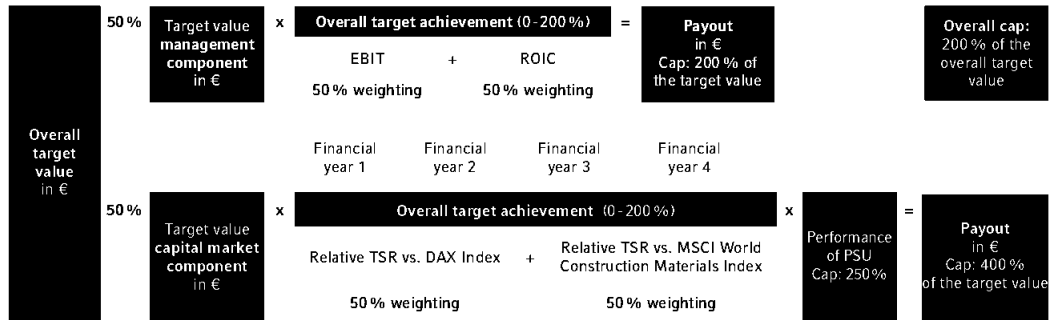 Overall
target
value
in €
50 %
Target value
management
component
in €
x
Overall target achievement (0-200 %)
EBIT + ROIC
50 % weighting 50 % weighting
=
Payout
in €
Cap: 200 % of
the target value
Overall cap:
200 % of the
overall target
value
Financial
year 1
Financial
year 2
Financial
year 3
Financial
year 4
50 %
Target value
capital market
component
in €
x
Overall target achievement (0-200 %)
Relative TSR vs. DAX Index
+
Relative TSR vs. MSCI World
Construction Materials Index
50 % weighting 50 % weighting
x
Performance
of PSU
Cap: 250 %
=
Payout
in €
Cap: 400 %
of the target value